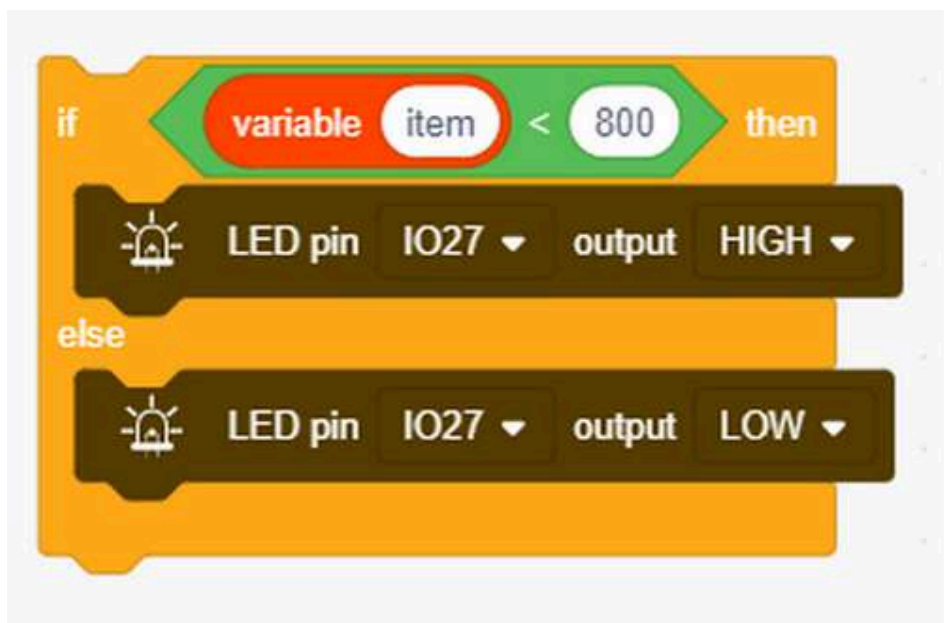 if variable item < 800 then
LED pin IO27 output HIGH
else
LED pin IO27 output LOW